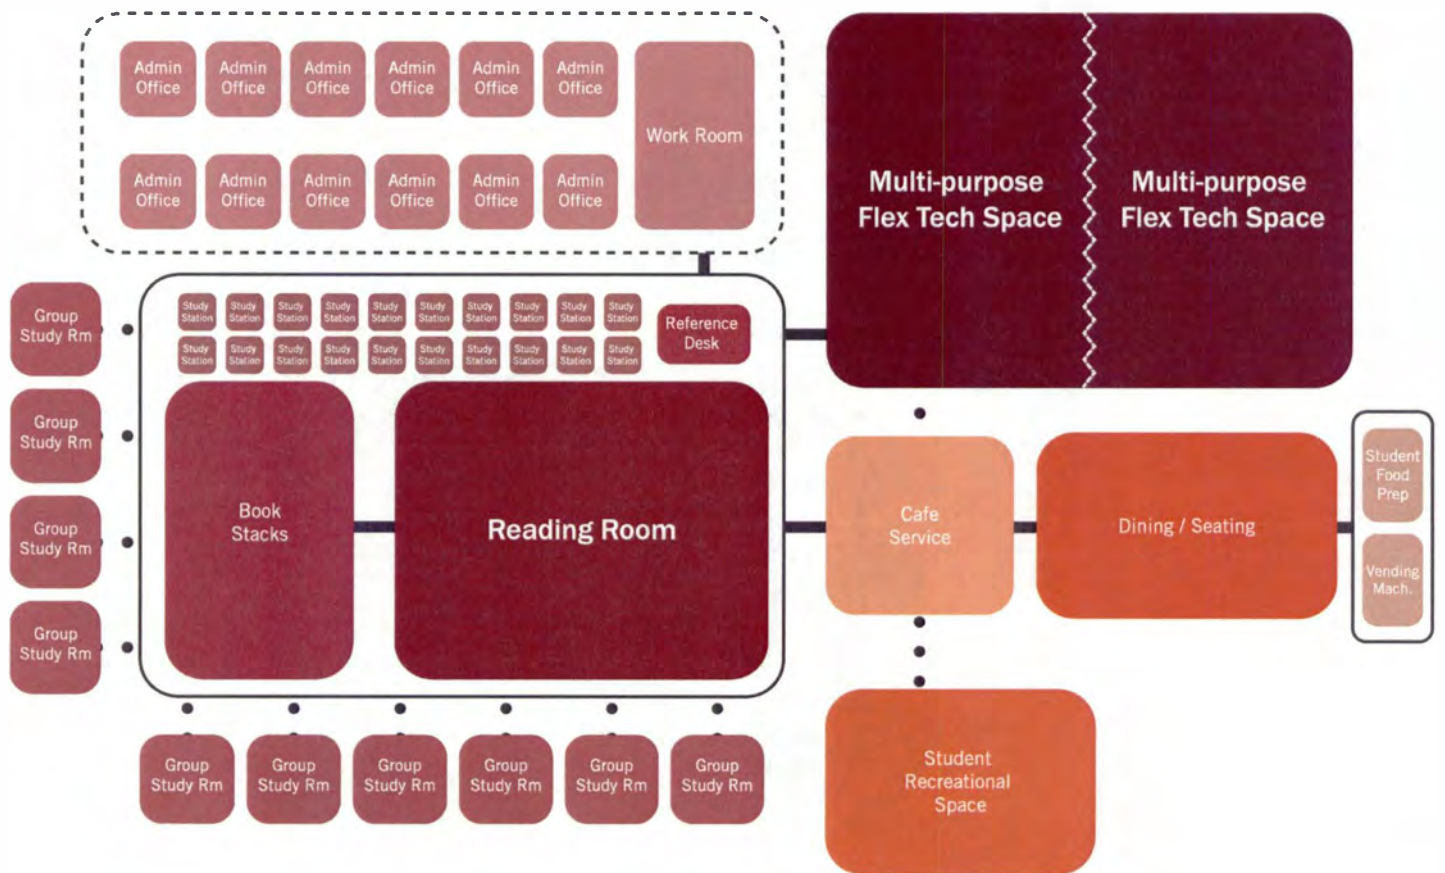 Admin
Office
Admin
Office
Admin
Office
Admin
Office
Admin
Office
Admin
Office
Work Room
Admin
Office
Admin
Office
Admin
Office
Admin
Office
Admin
Office
Admin
Office
Multi-purpose
Flex Tech Space
Multi-purpose
Flex Tech Space
Group
Study Rm
Group
Study Rm
Group
Study Rm
Group
Study Rm
Study
Station
Study
Station
Study
Station
Study
Station
Study
Station
Study
Station
Study
Station
Study
Station
Study
Station
Study
Station
Study
Station
Study
Station
Study
Station
Study
Station
Study
Station
Study
Station
Study
Station
Study
Station
Study
Station
Study
Station
Reference
Desk
Book
Stacks
Reading Room
Cafe
Service
Dining / Seating
Student
Food
Prep
Vending
Mach.
Group
Study Rm
Group
Study Rm
Group
Study Rm
Group
Study Rm
Group
Study Rm
Group
Study Rm
Student
Recreational
Space